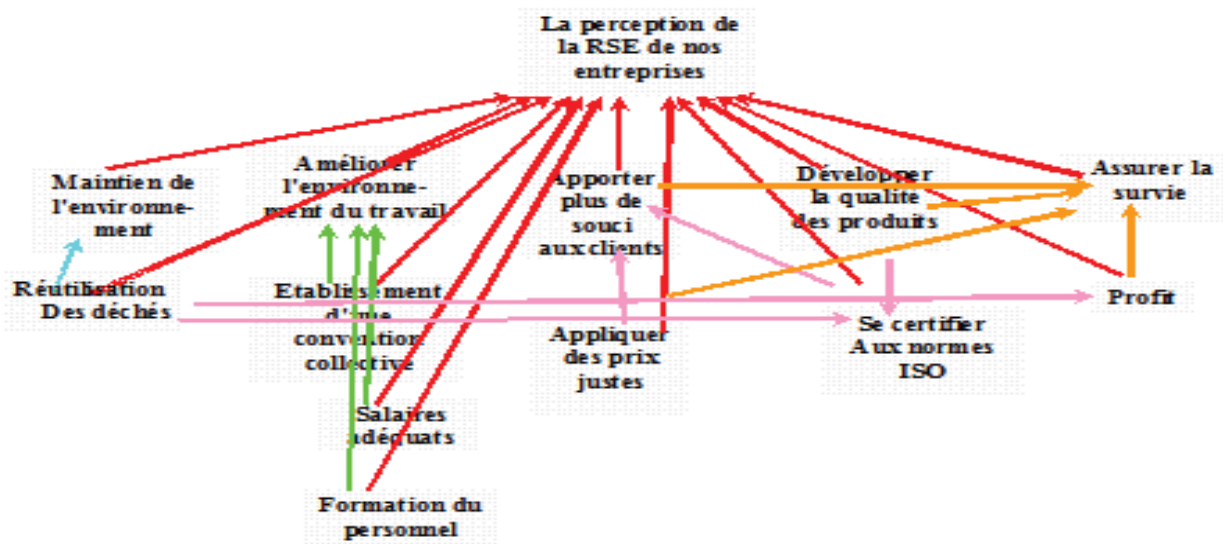 La perception de
la RSE de nos
entreprises
Maintien de
l'environne-
ment
Améliorer
l'environne-
ment du travail
Apporter
plus de
souci
aux clients
Développer
la qualité
des produits
Assurer la
survie
Réutilisation
Des déchés
Etablissement
d'une
convention
collective
Appliquer
des prix
justes
Se certifier
Aux normes
ISO
Profit
Salaires
adéquats
Formation du
personnel